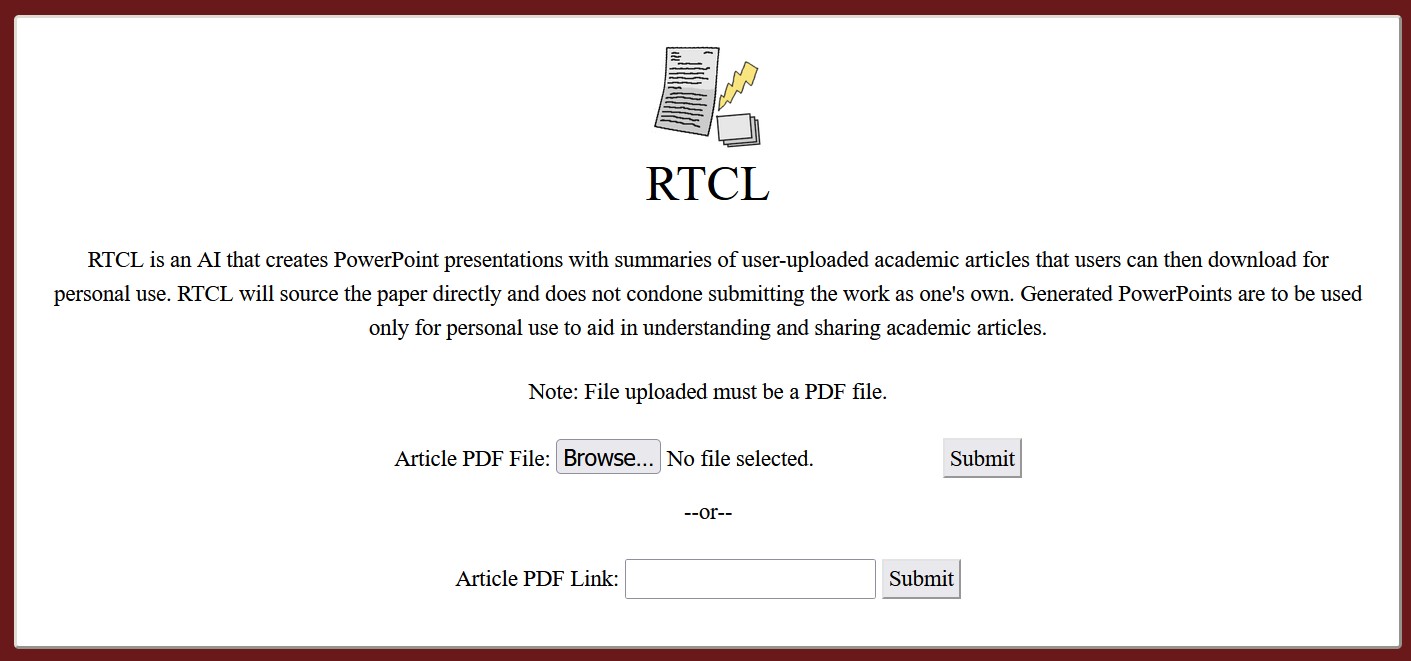 RTCL
RTCL is an AI that creates PowerPoint presentations with summaries of user-uploaded academic articles that users can then download for
personal use. RTCL will source the paper directly and does not condone submitting the work as one's own. Generated PowerPoints are to be used
only for personal use to aid in understanding and sharing academic articles.
Note: File uploaded must be a PDF file.
Article PDF File: Browse... No file selected. Submit
--or--
Article PDF Link: Submit